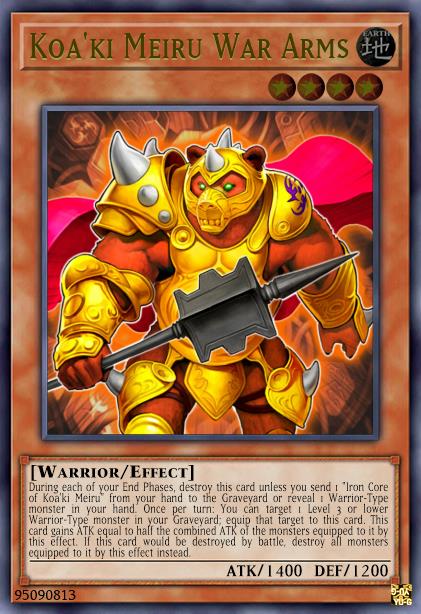 Koa'ki Meiru War Arms
EARTH
地
[Warrior/Effect]
During each of your End Phases, destroy this card unless you send 1 "Iron Core
of Koa'ki Meiru" from your hand to the Graveyard or reveal 1 Warrior-Type
monster in your hand. Once per turn: You can target 1 Level 3 or lower
Warrior-Type monster in your Graveyard; equip that target to this card. This
card gains ATK equal to half the combined ATK of the monsters equipped to it by
this effect. If this card would be destroyed by battle, destroy all monsters
equipped to it by this effect instead.
ATK/1400 DEF/1200
95090813